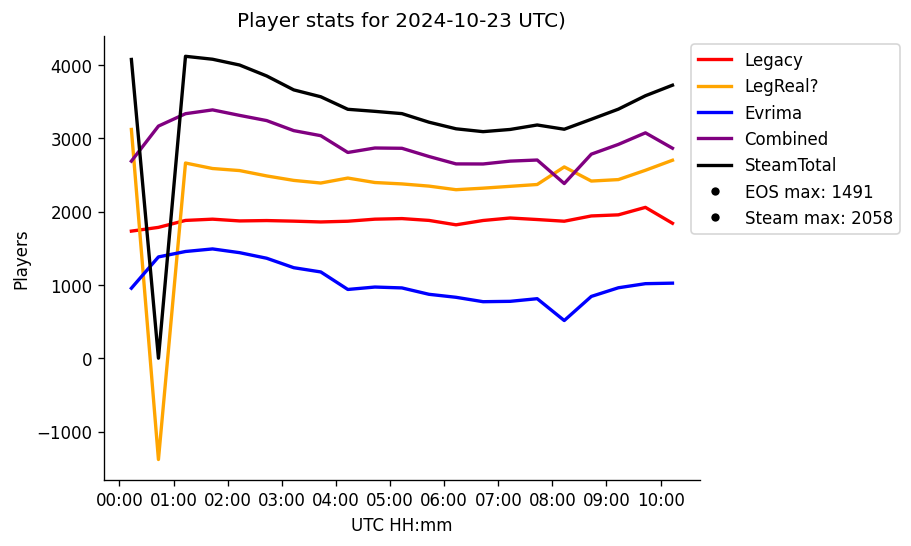 Player stats for 2024-10-23 UTC)
Legacy
LegReal?
Evrima
Combined
SteamTotal
EOS max: 1491
Steam max: 2058
Players
4000
3000
2000
1000
0
−1000
00:00 01:00 02:00 03:00 04:00 05:00 06:00 07:00 08:00 09:00 10:00
UTC HH:mm